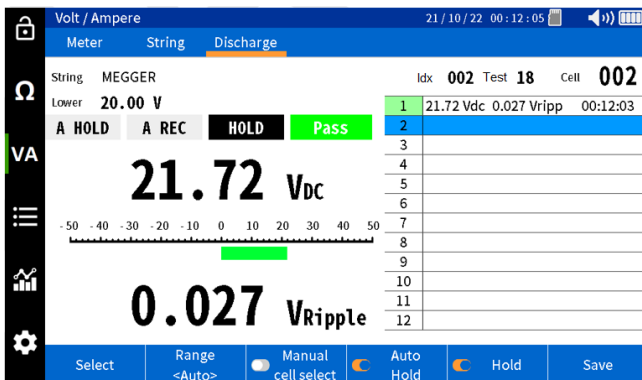 Volt / Ampere 21/10/22 00:12:05
Meter String Discharge
String MEGGER Idx 002 Test 18 Cell 002
Lower 20.00 V
A HOLD A REC HOLD Pass
Ω
VA
21.72 VDC
-50 -40 -30 -20 -10 0 10 20 30 40 50
0.027 VRipple
1 21.72 Vdc 0.027 Vripp 00:12:03
2
3
4
5
6
7
8
9
10
11
12
Select
Range
<Auto>
Manual
cell select
Auto
Hold
Hold
Save